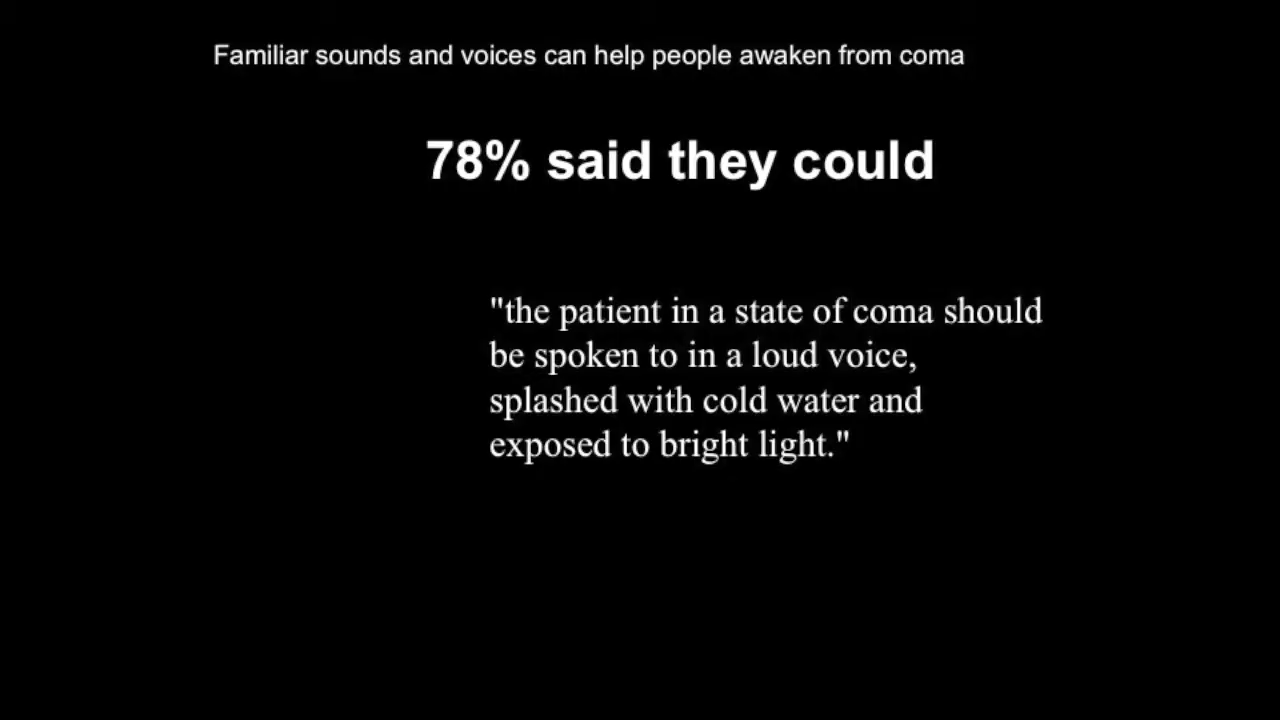 Familiar sounds and voices can help people awaken from coma
78% said they could
"the patient in a state of coma should
be spoken to in a loud voice,
splashed with cold water and
exposed to bright light."